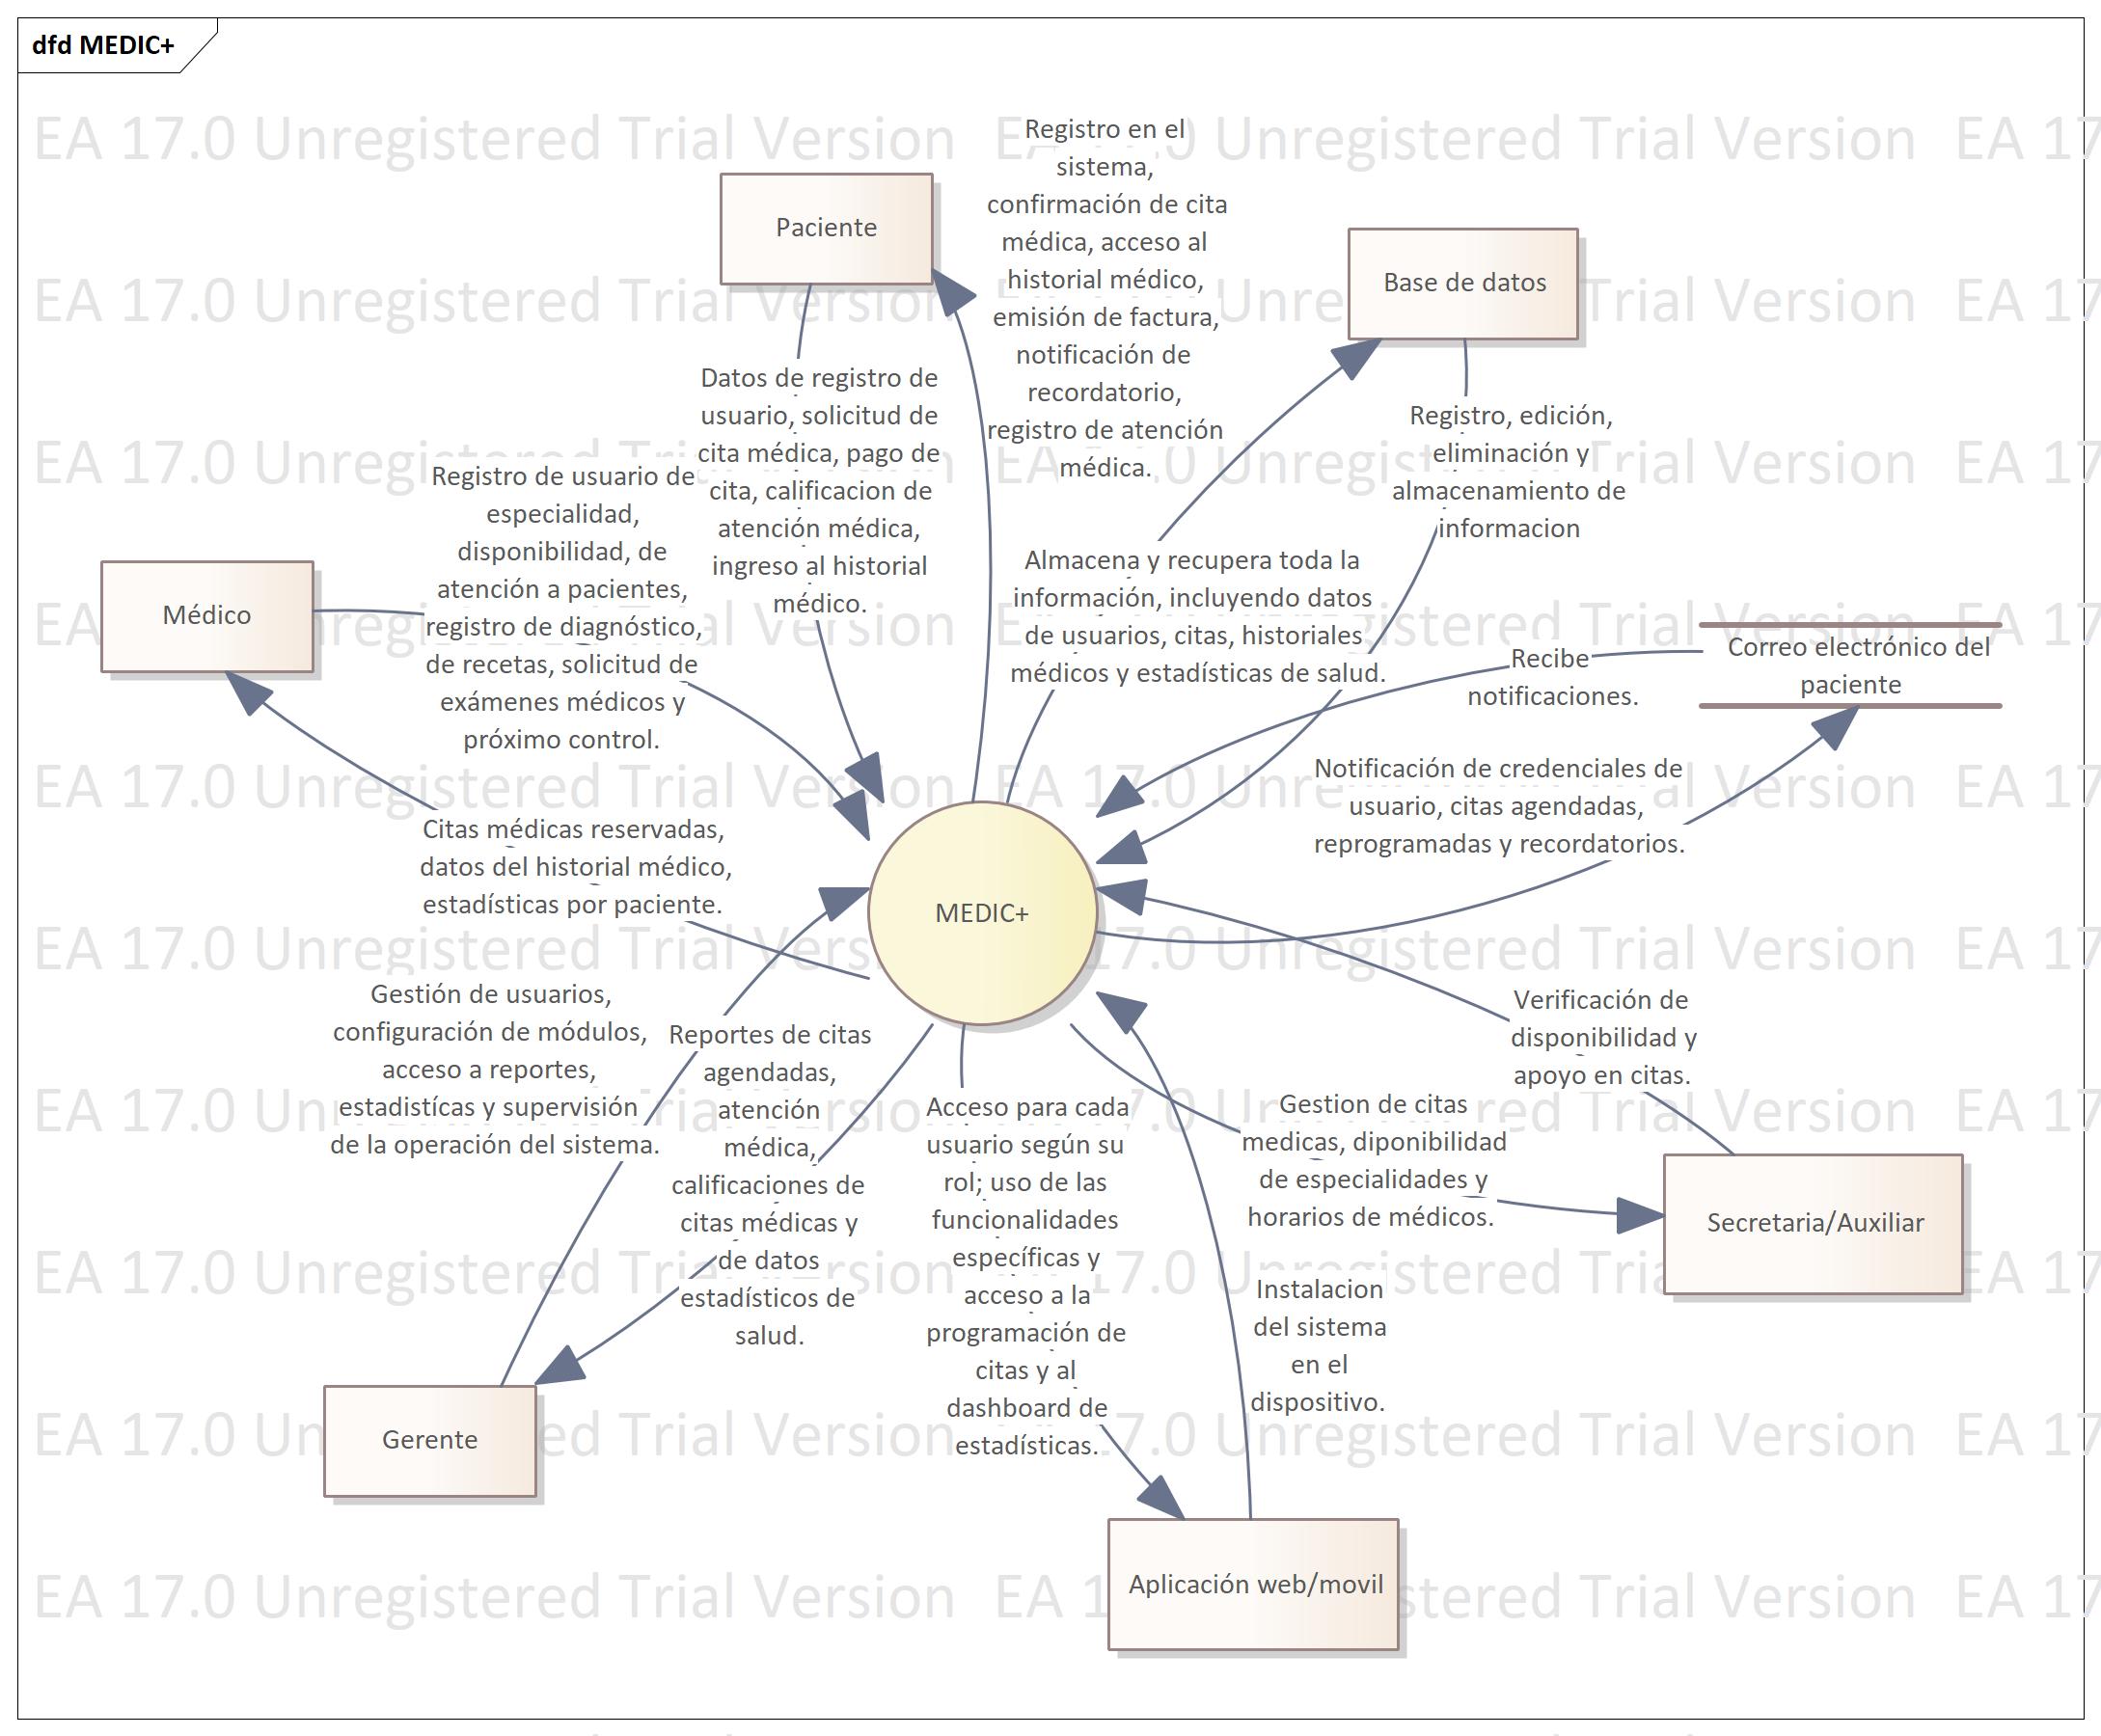 dfd MEDIC+
EA 17.0 Unregistered Trial Version
Paciente
Registro en el
sistema,
confirmación de cita
médica, acceso al
historial médico,
emisión de factura,
notificación de
recordatorio,
registro de atención
médica.
Base de datos
Datos de registro de
usuario, solicitud de
cita médica, pago de
cita, calificacion de
atención médica,
ingreso al historial
médico.
Registro, edición,
eliminación y
almacenamiento de
informacion
Registro de usuario de
especialidad,
disponibilidad, de
atención a pacientes,
registro de diagnóstico,
de recetas, solicitud de
exámenes médicos y
próximo control.
Médico
Almacena y recupera toda la
información, incluyendo datos
de usuarios, citas, historiales
médicos y estadísticas de salud.
Recibe
notificaciones.
Correo electrónico del
paciente
Notificación de credenciales de
usuario, citas agendadas,
reprogramadas y recordatorios.
Citas médicas reservadas,
datos del historial médico,
estadísticas por paciente.
MEDIC+
Gestión de usuarios,
configuración de módulos,
acceso a reportes,
estadistícas y supervisión
de la operación del sistema.
Reportes de citas
agendadas,
atención
médica,
calificaciones de
citas médicas y
de datos
estadísticos de
salud.
Acceso para cada
usuario según su
rol; uso de las
funcionalidades
específicas y
acceso a la
programación de
citas y al
dashboard de
estadísticas.
Verificación de
disponibilidad y
apoyo en citas.
Gestion de citas
medicas, diponibilidad
de especialidades y
horarios de médicos.
Secretaria/Auxiliar
Instalacion
del sistema
en el
dispositivo.
Gerente
Aplicación web/movil